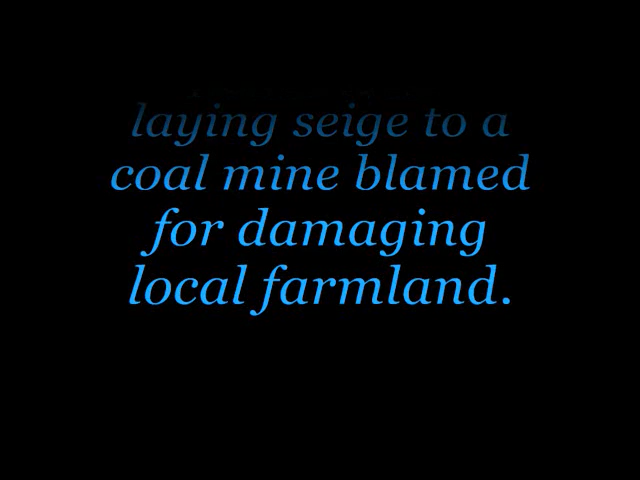 laying seige to a
coal mine blamed
for damaging
local farmland.